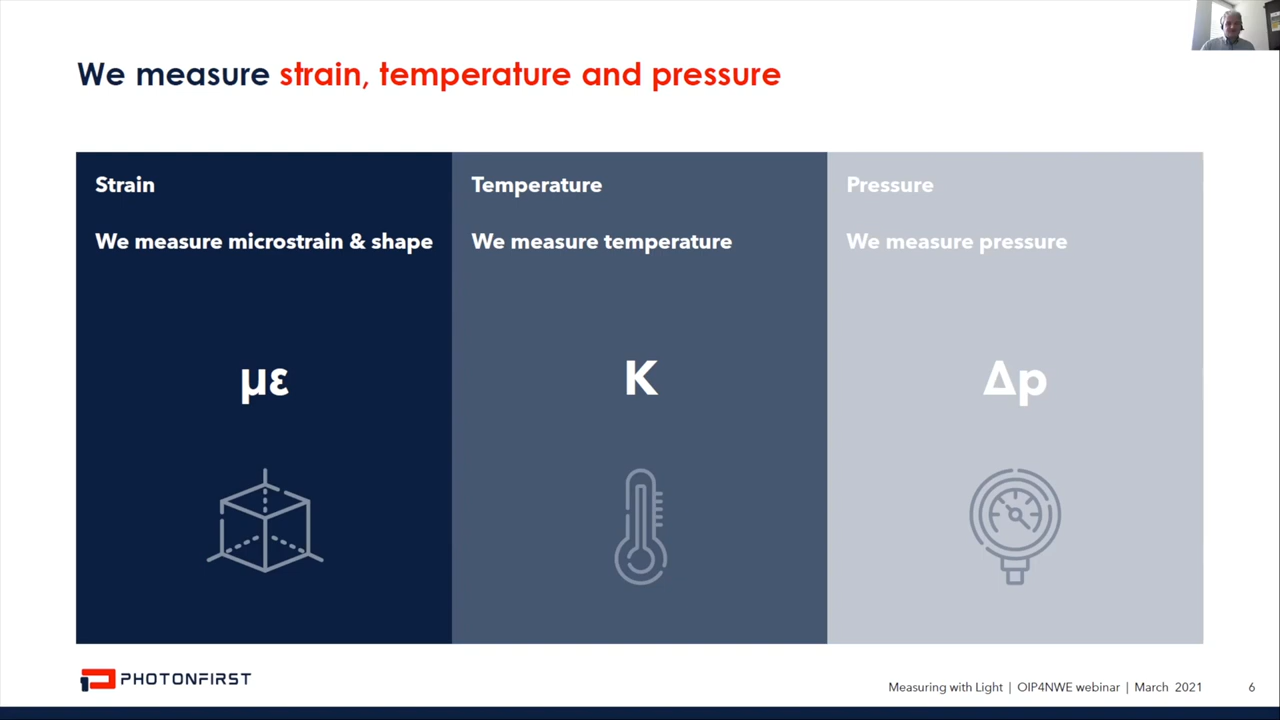 We measure strain, temperature and pressure
Strain
We measure microstrain & shape
με
Temperature
We measure temperature
K
Pressure
We measure pressure
Δp
PHOTONFIRST
Measuring with Light | OIP4NWE webinar | March 2021
6